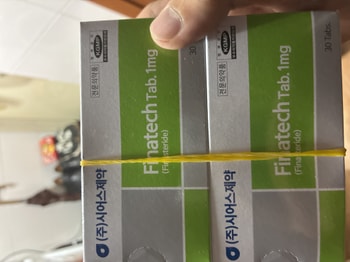 전문의약품
30 Tabs.
Finatech Tab. 1mg
(Finasteride)
(주)시어스제약
전문의약품
30 Tabs.
Finatech Tab. 1mg
(Finasteride)
(주)시어스제약